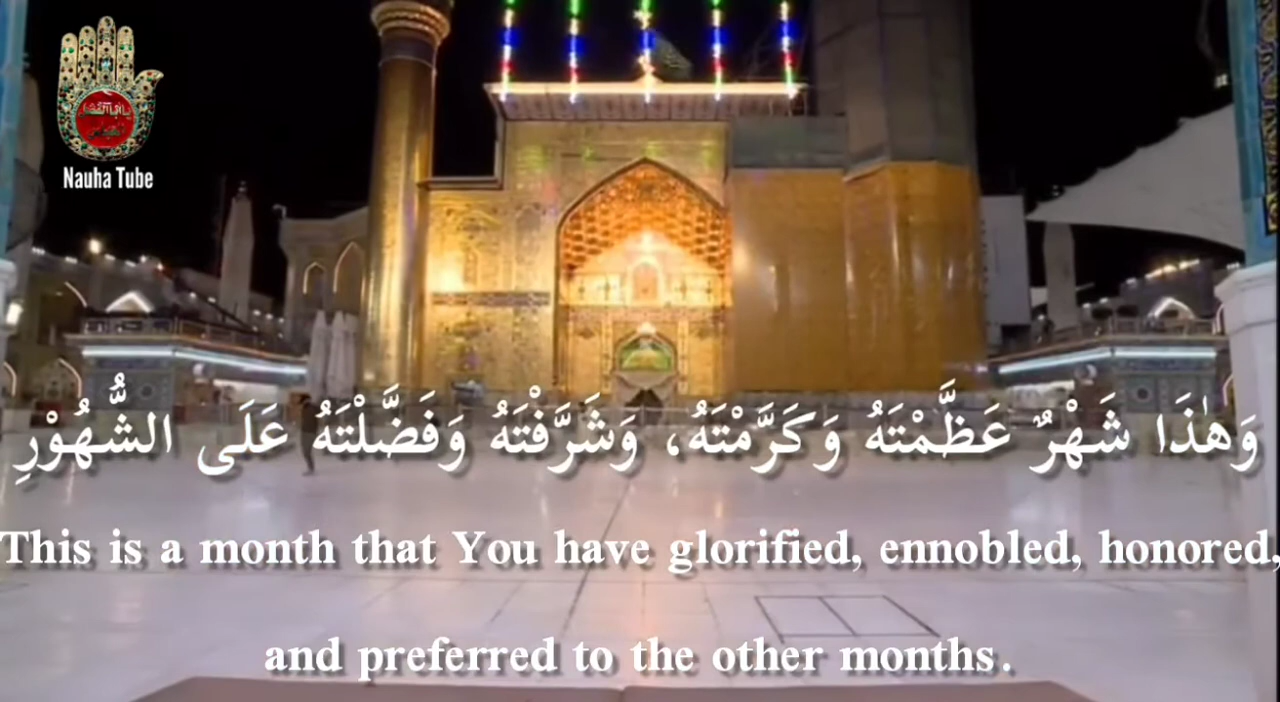 Nauha Tube
وَهٰذَا شَهْرٌ عَظَّمْتَهُ وَكَرَّمْتَهُ، وَشَرَّفْتَهُ وَفَضَّلْتَهُ عَلَى الشُّهُوْرِ
This is a month that You have glorified, ennobled, honored,
and preferred to the other months.